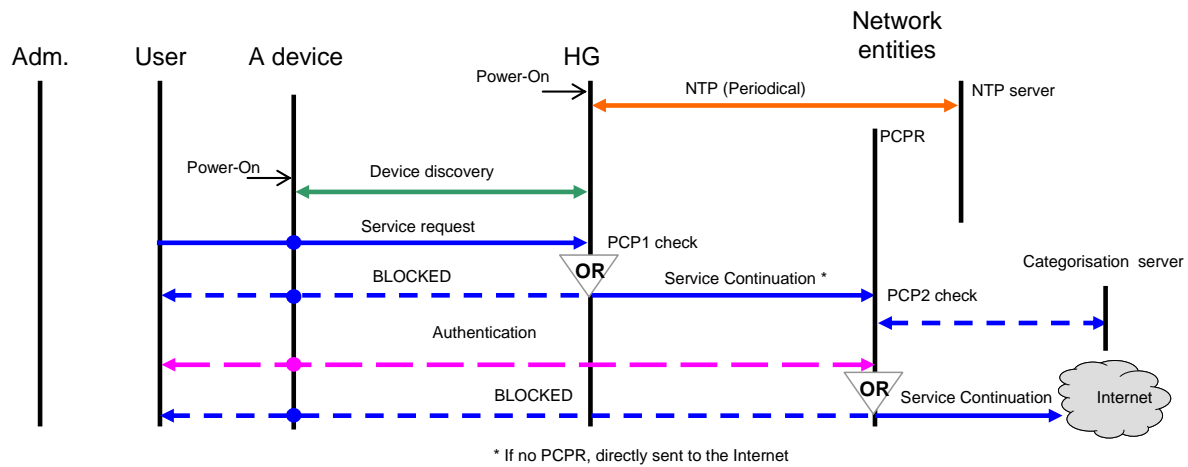 Network
entities
Adm.
User
A device
HG
Power-On
NTP (Periodical)
NTP server
PCPR
Power-On
Device discovery
Service request
PCP1 check
OR
BLOCKED
Service Continuation *
Categorisation server
PCP2 check
Authentication
OR
BLOCKED
Service Continuation
Internet
* If no PCPR, directly sent to the Internet